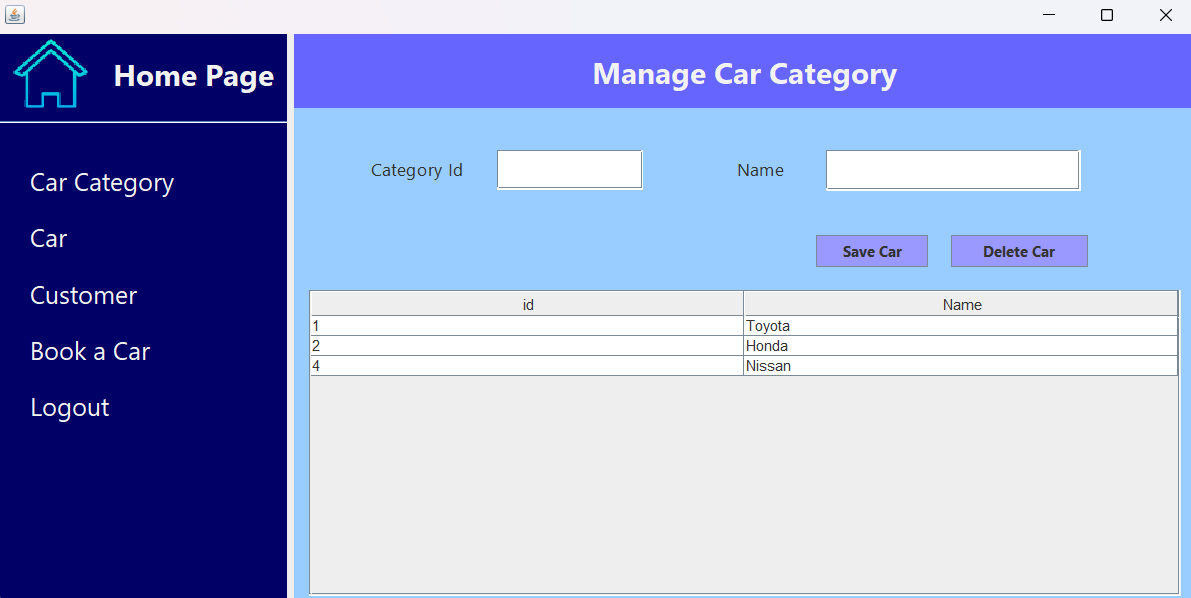 Home Page
Car Category
Car
Customer
Book a Car
Logout
Manage Car Category
Category Id
Name
Save Car Delete Car
id Name
1 Toyota
2 Honda
4 Nissan